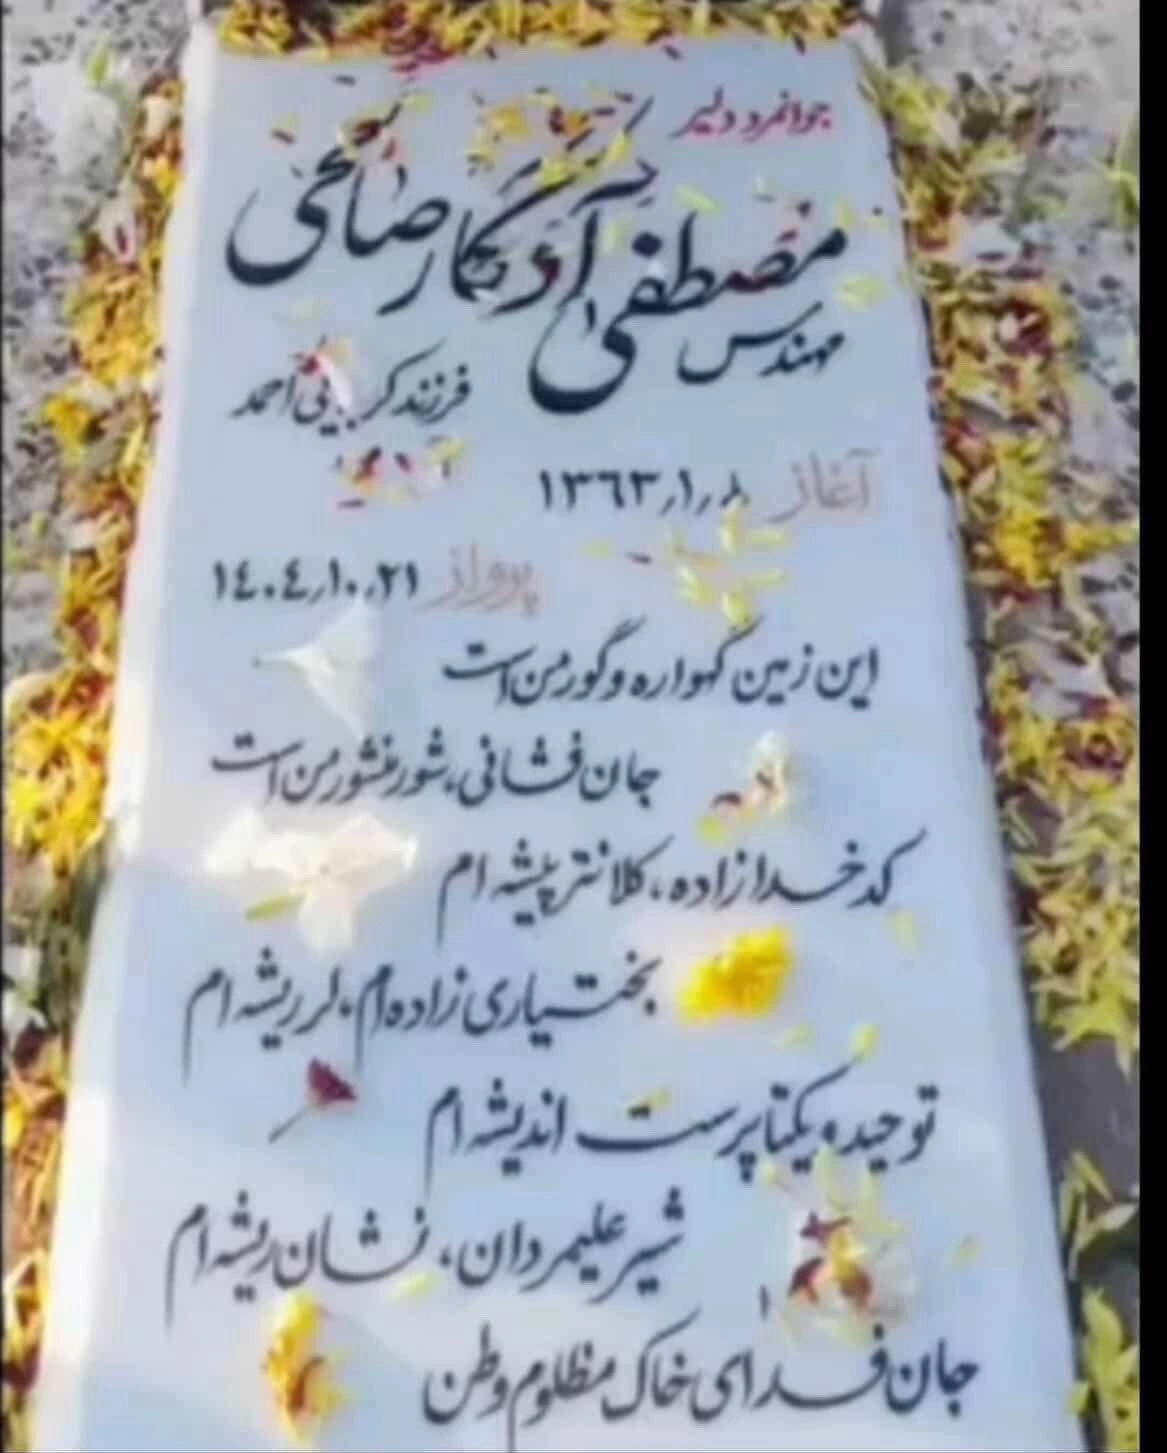 جوانمرد دلیر
مهندس مصطفی آدیگار صالحی
فرزند کربلایی احمد
آغاز ۱۳۶۳٫۱٫۰۸
پرواز ۱٤۰٤٫۱۰٫۲۱
این زمین گهواره و گور من است
جان فشانی، شور منشور من است
کدخدازاده، کلانتر پیشه ام
بختیاری زاده ام، لر ریشه ام
توحید و یکتاپرست اندیشه ام
شیر علیمردان، نشان ریشه ام
جان فدای خاک مظلوم وطن